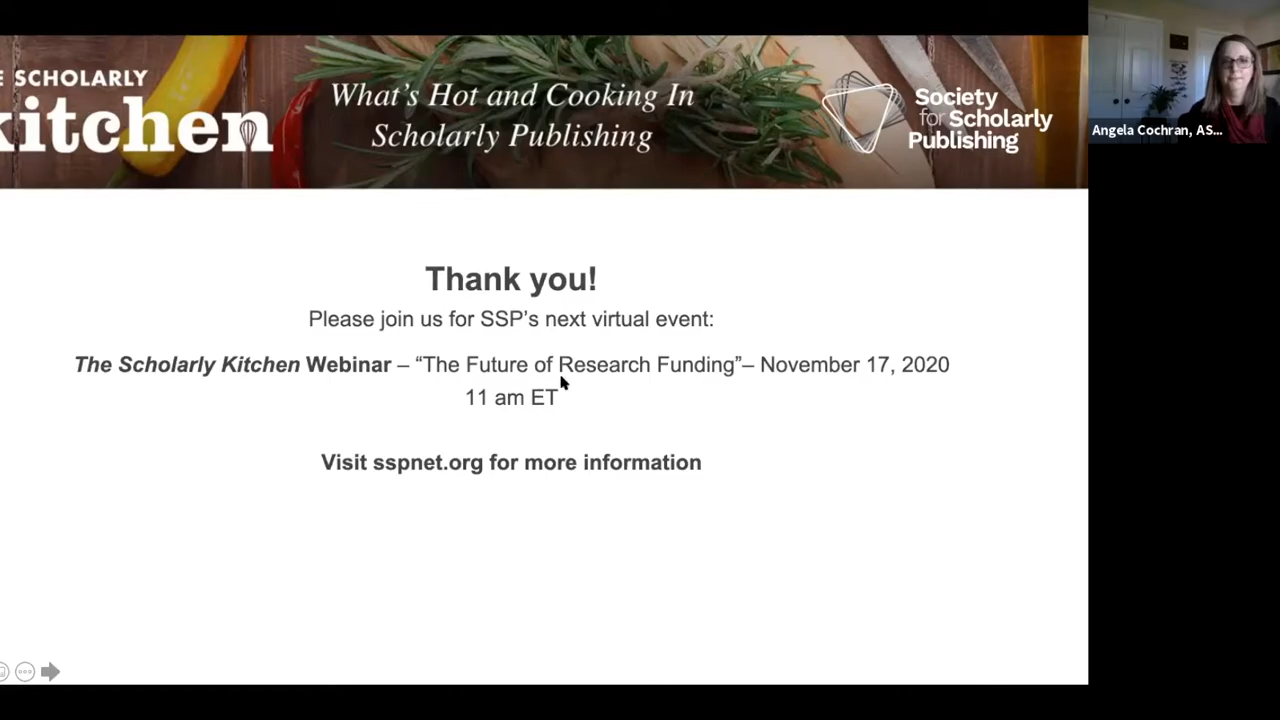 E SCHOLARLY
kitchen
What's Hot and Cooking In
Scholarly Publishing
Society
for Scholarly
Publishing
Angela Cochran, AS...
Thank you!
Please join us for SSP's next virtual event:
The Scholarly Kitchen Webinar – “The Future of Research Funding”– November 17, 2020
11 am ET
Visit sspnet.org for more information